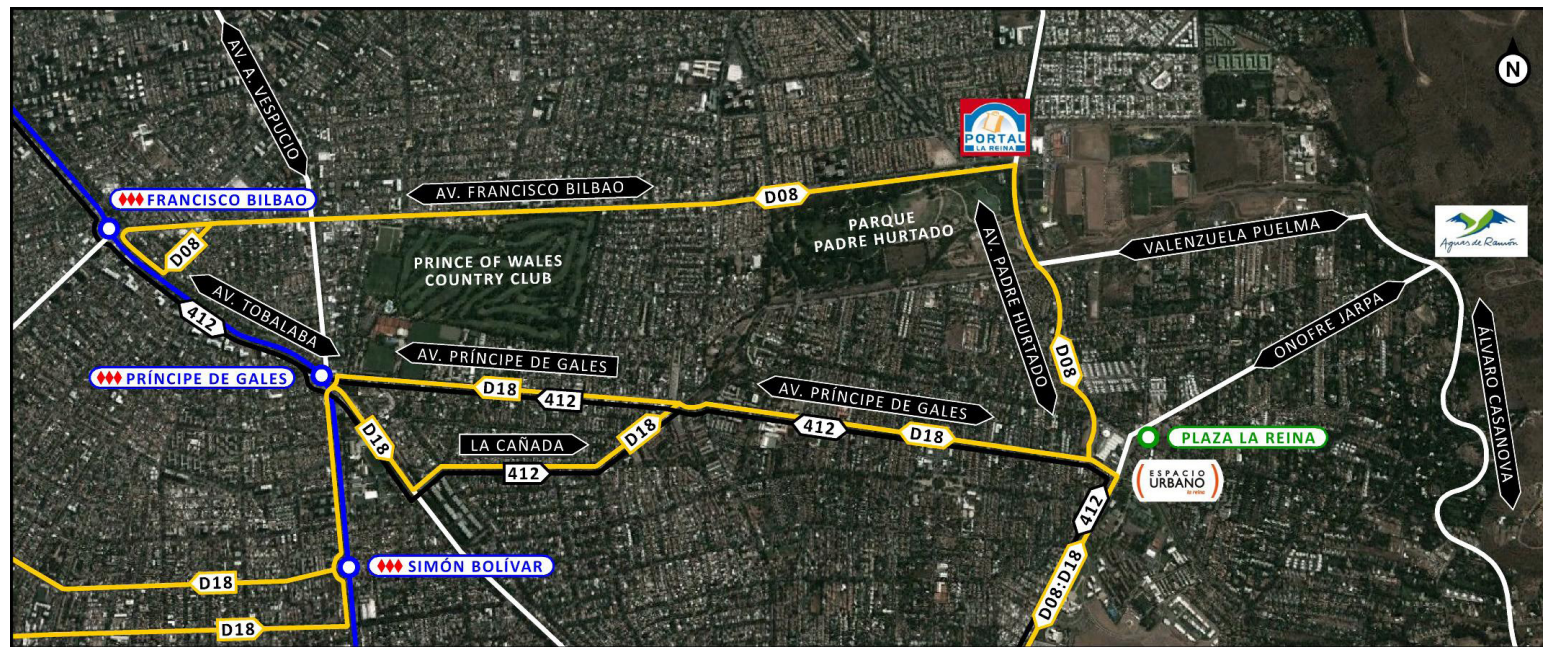 AV. A. VESPUCIO
N
PORTAL
LA REINA
FRANCISCO BILBAO
AV. FRANCISCO BILBAO
D08
D08
PARQUE
PADRE HURTADO
AV. PADRE HURTADO
VALENZUELA PUELMA
Aguas de Ramón
PRINCE OF WALES
COUNTRY CLUB
AV. TOBALABA
412
ONOFRE JARPA
ÁLVARO CASANOVA
PRÍNCIPE DE GALES
AV. PRÍNCIPE DE GALES
D08
D18
412
AV. PRÍNCIPE DE GALES
412
D18
D18
LA CAÑADA
D18
412
PLAZA LA REINA
ESPACIO
URBANO
la reina
412
D08:D18
SIMÓN BOLÍVAR
D18
D18